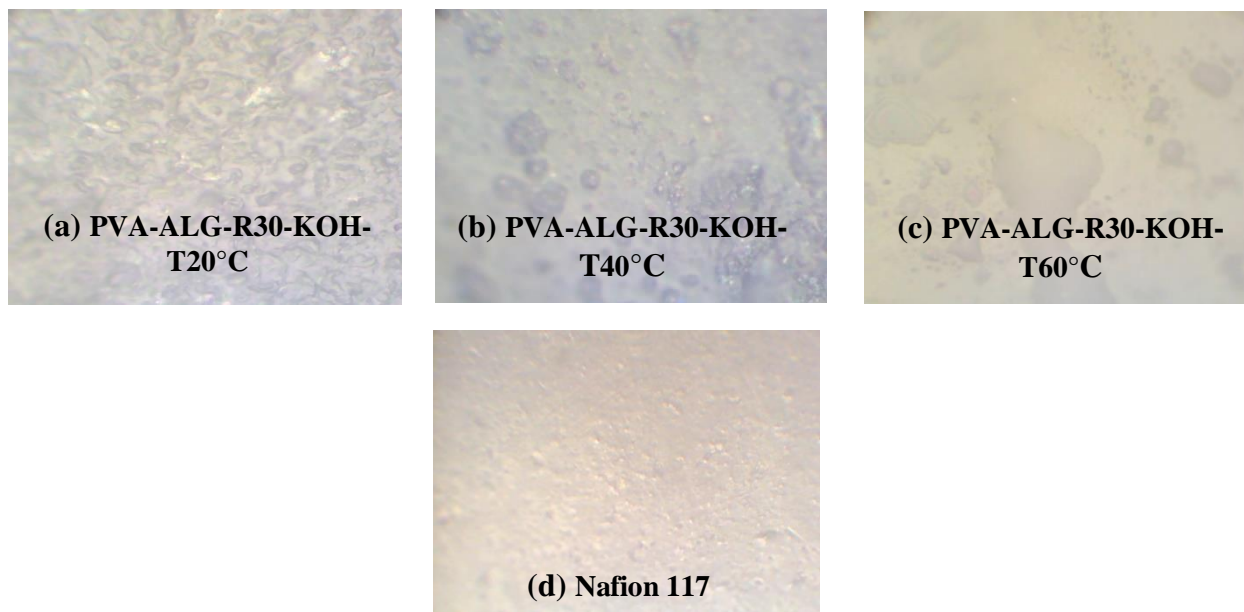 (a) PVA-ALG-R30-KOH-
T20°C
(b) PVA-ALG-R30-KOH-
T40°C
(c) PVA-ALG-R30-KOH-
T60°C
(d) Nafion 117